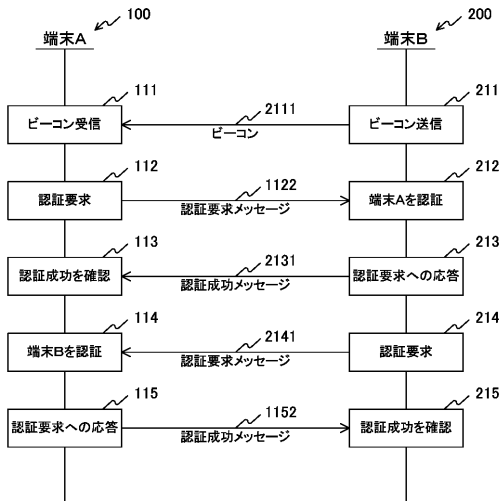 100
端末A
200
端末B
111
ビーコン受信
2111
ビーコン
211
ビーコン送信
112
認証要求
1122
認証要求メッセージ
212
端末Aを認証
113
認証成功を確認
2131
認証成功メッセージ
213
認証要求への応答
114
端末Bを認証
2141
認証要求メッセージ
214
認証要求
115
認証要求への応答
1152
認証成功メッセージ
215
認証成功を確認